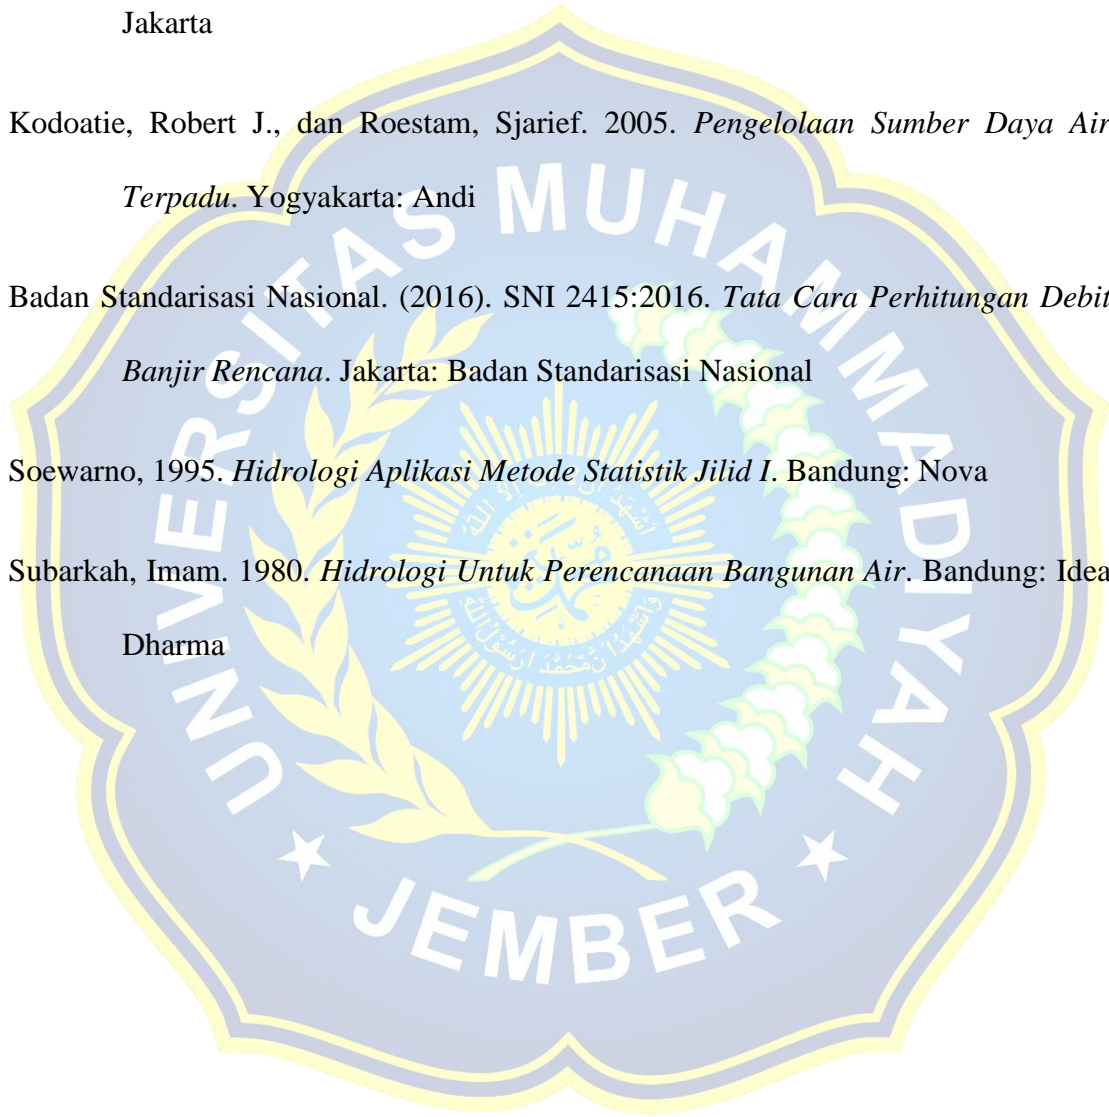 Jakarta
Kodoatie, Robert J., dan Roestam, Sjarief. 2005. Pengelolaan Sumber Daya Air
Terpadu. Yogyakarta: Andi
Badan Standarisasi Nasional. (2016). SNI 2415:2016. Tata Cara Perhitungan Debit
Banjir Rencana. Jakarta: Badan Standarisasi Nasional
Soewarno, 1995. Hidrologi Aplikasi Metode Statistik Jilid I. Bandung: Nova
Subarkah, Imam. 1980. Hidrologi Untuk Perencanaan Bangunan Air. Bandung: Idea
Dharma
UNIVERSITAS MUHAMMADIYAH
JEMBER